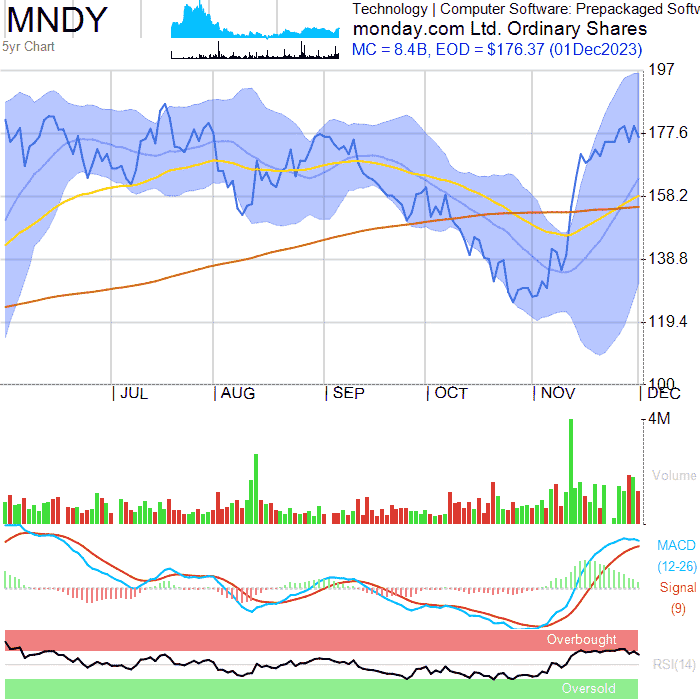 MNDY
5yr Chart
Technology | Computer Software: Prepackaged Softw
monday.com Ltd. Ordinary Shares
MC = 8.4B, EOD = $176.37 (01Dec2023)
197
177.6
158.2
138.8
119.4
100
JUL AUG SEP OCT NOV DEC
4M
Volume
MACD
(12-26)
Signal
(9)
Overbought
RSI(14)
Oversold